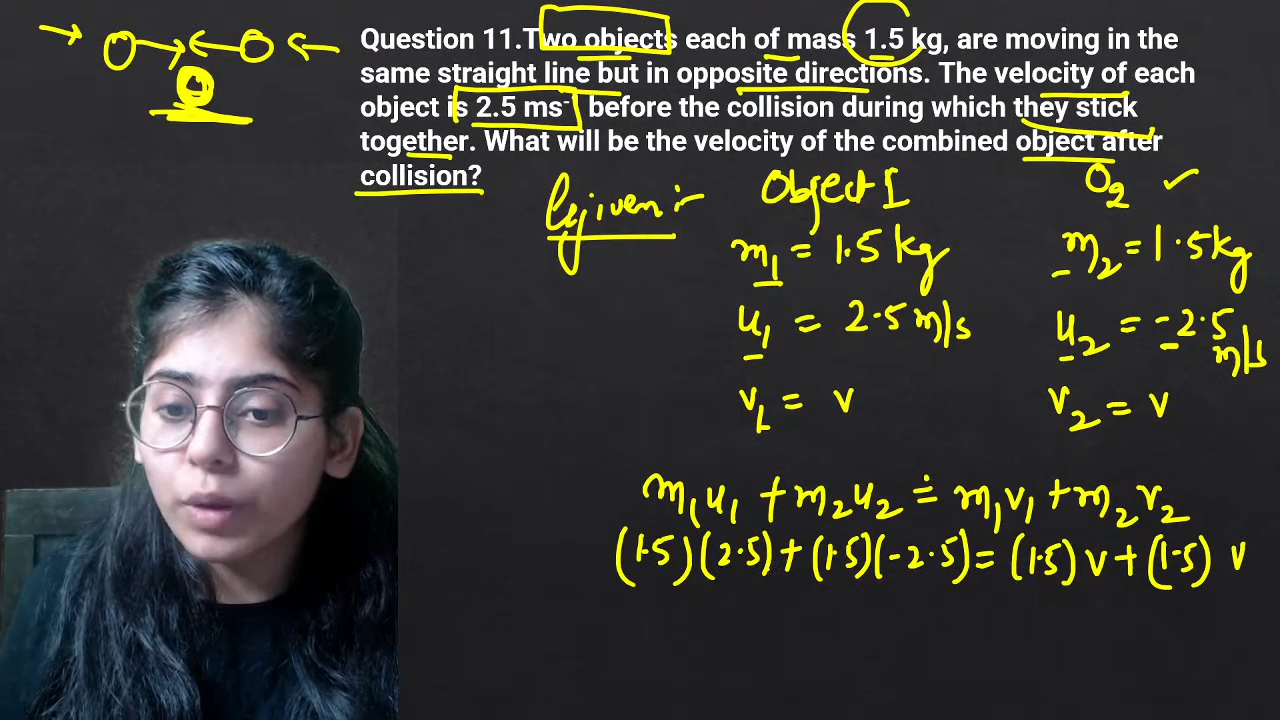 Question 11.Two objects each of mass 1.5 kg, are moving in the
same straight line but in opposite directions. The velocity of each
object is 2.5 ms⁻ before the collision during which they stick
together. What will be the velocity of the combined object after
collision?
Given :- Object I O₂ ✓
m₁ = 1.5 kg m₂ = 1.5 kg
u₁ = 2.5 m/s u₂ = -2.5 m/s
v₁ = v v₂ = v
m₁u₁ + m₂u₂ = m₁v₁ + m₂v₂
(1.5)(2.5) + (1.5)(-2.5) = (1.5) v + (1.5) v